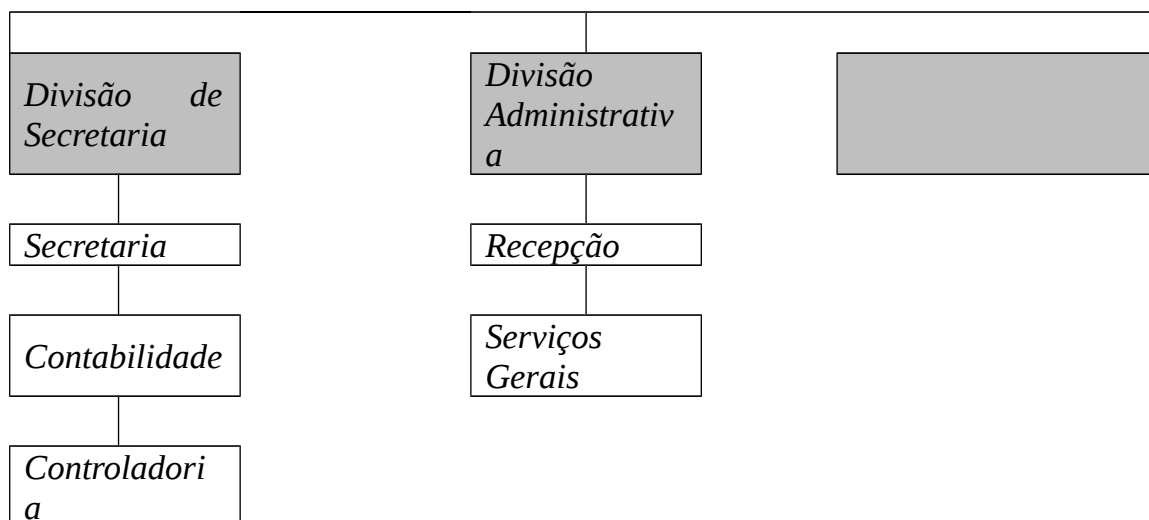 Divisão de
Secretaria
Divisão
Administrativ
a
Secretaria
Recepção
Contabilidade
Serviços
Gerais
Controladori
a